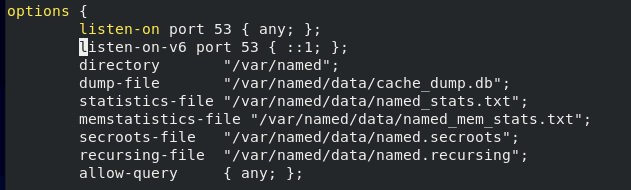 options {
        listen-on port 53 { any; };
        listen-on-v6 port 53 { ::1; };
        directory       "/var/named";
        dump-file       "/var/named/data/cache_dump.db";
        statistics-file "/var/named/data/named_stats.txt";
        memstatistics-file "/var/named/data/named_mem_stats.txt";
        secroots-file   "/var/named/data/named.secroots";
        recursing-file  "/var/named/data/named.recursing";
        allow-query     { any; };